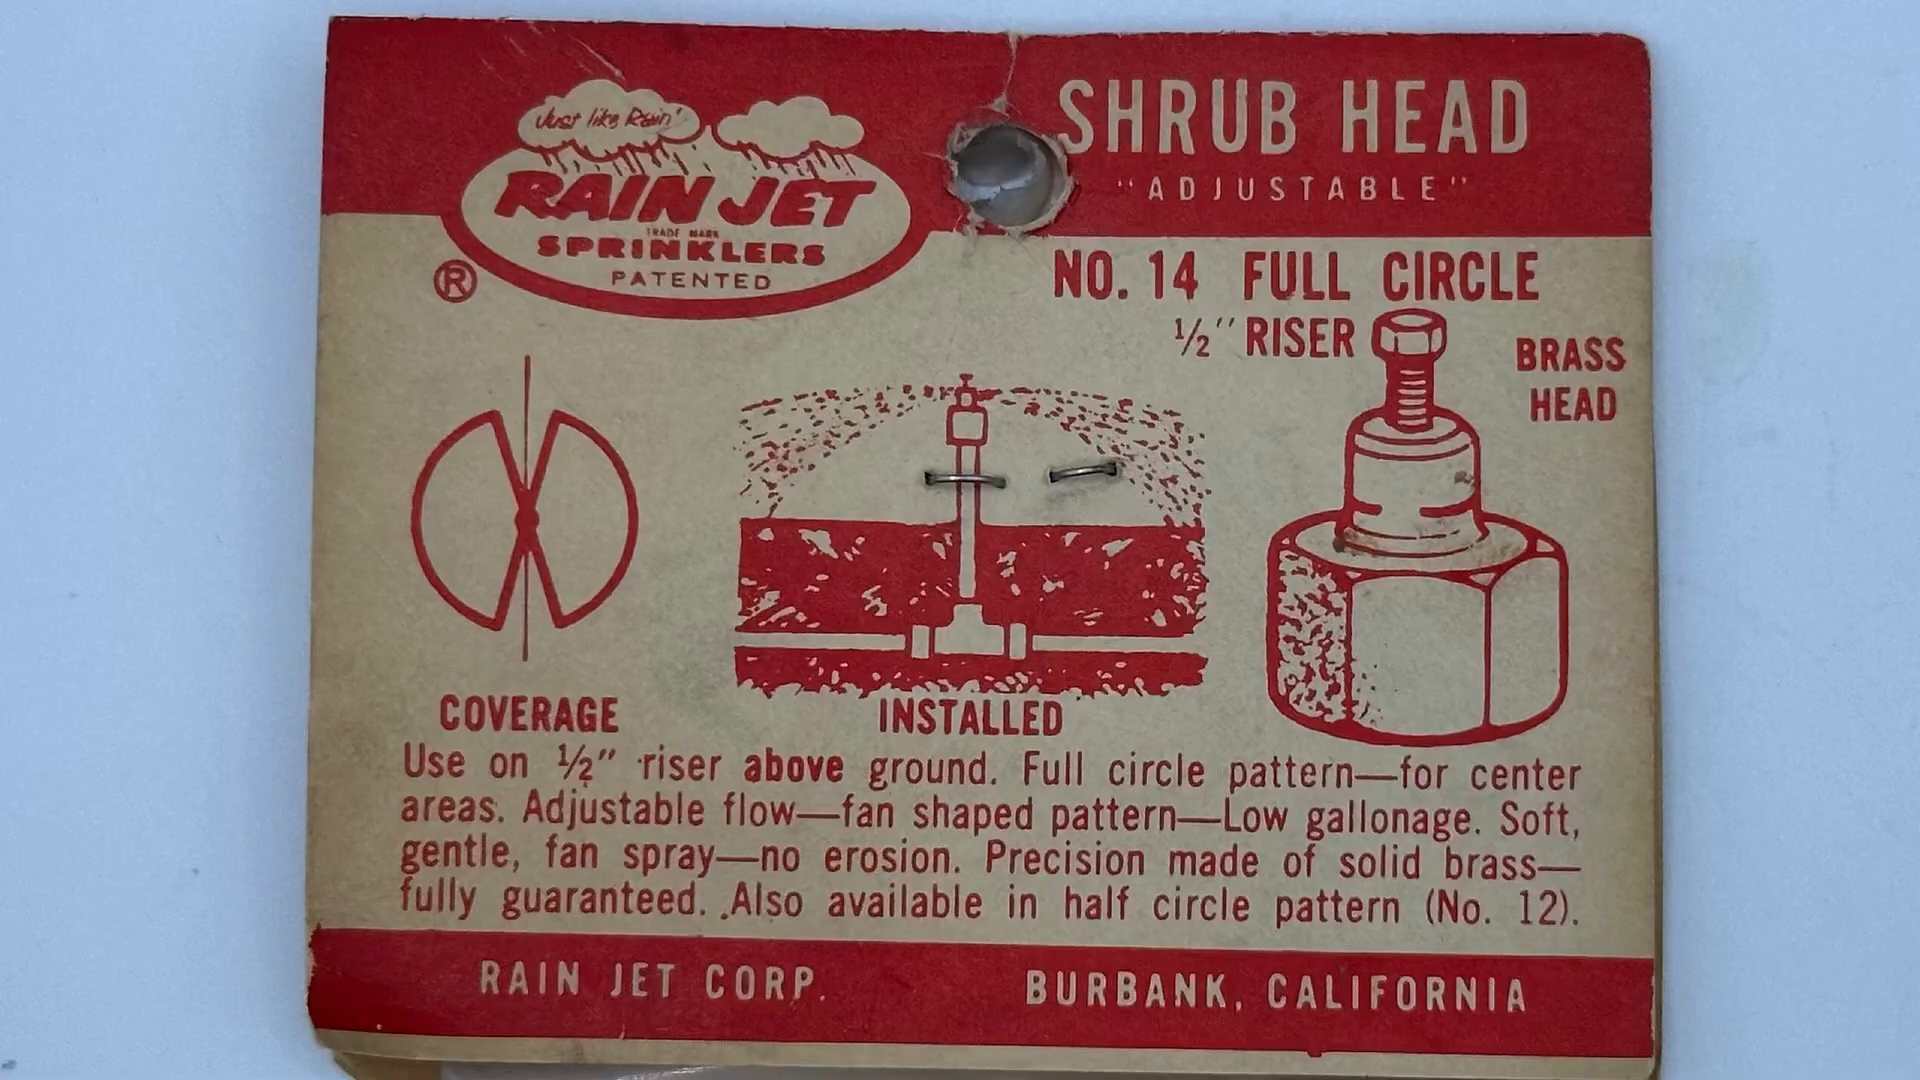 Just like Rain'
RAIN JET
TRADE MARK
SPRINKLERS
PATENTED
®
SHRUB HEAD
"ADJUSTABLE"
NO. 14 FULL CIRCLE
½" RISER
BRASS
HEAD
COVERAGE
INSTALLED
Use on ½" riser above ground. Full circle pattern—for center
areas. Adjustable flow—fan shaped pattern—Low gallonage. Soft,
gentle, fan spray—no erosion. Precision made of solid brass—
fully guaranteed. Also available in half circle pattern (No. 12).
RAIN JET CORP.
BURBANK, CALIFORNIA